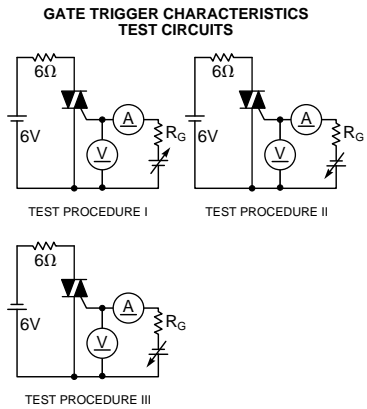 GATE TRIGGER CHARACTERISTICS
TEST CIRCUITS
6Ω
A
RG
6V
V
TEST PROCEDURE I
6Ω
A
RG
6V
V
TEST PROCEDURE II
6Ω
A
RG
6V
V
TEST PROCEDURE III